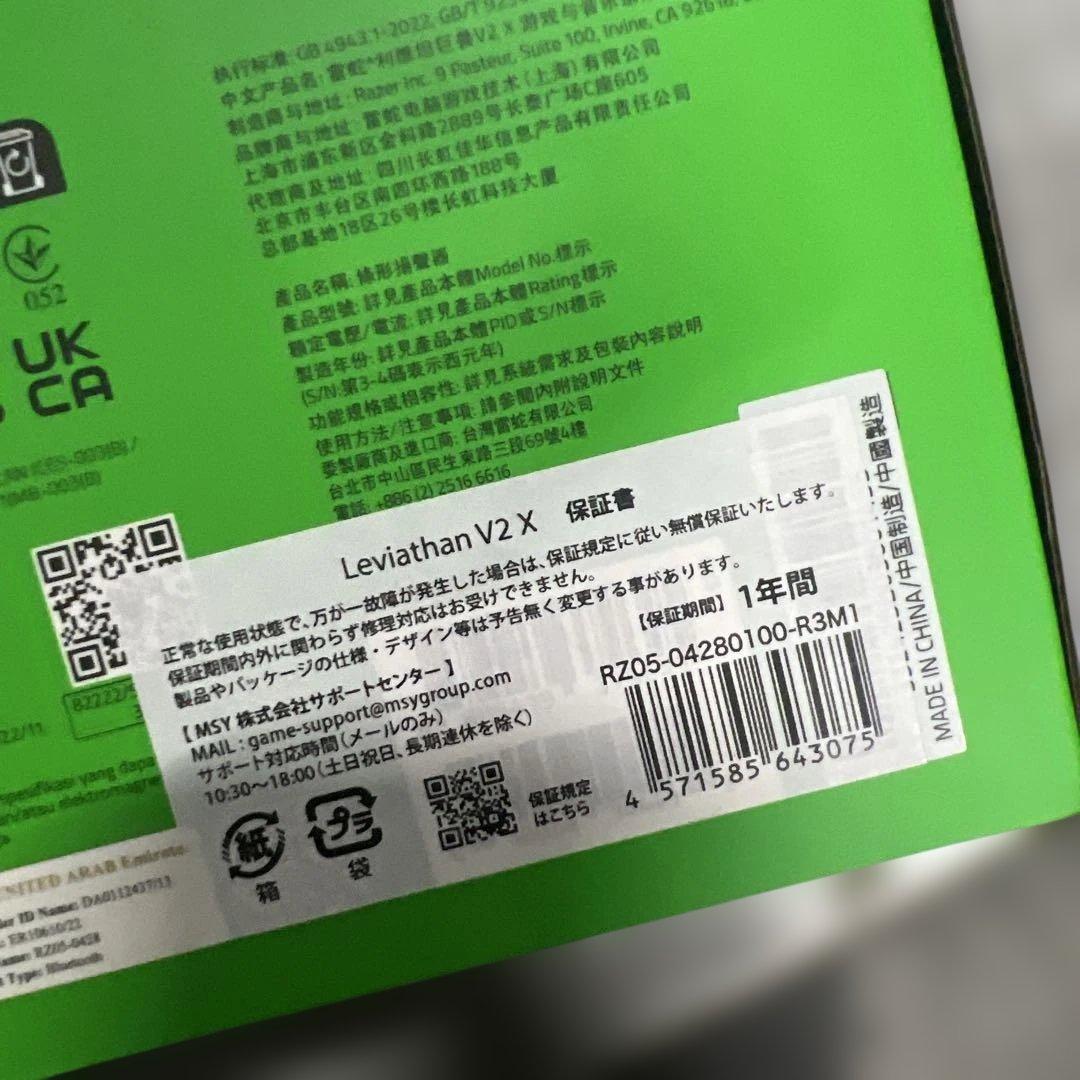 执行标准: GB 4943.1-2022, GB/T
中文产品名: 雷蛇*利维坦巨兽V2 X 游戏与音乐
制造商与地址: Razer Inc. 9 Pasteur, Suite 100, Irvine, CA 92618,
品牌商与地址: 雷蛇电脑游戏技术 (上海) 有限公司
上海市浦东新区金科路2889号长泰广场C座605
代理商及地址: 四川长虹佳华信息产品有限责任公司
北京市丰台区南四环西路188号
总部基地18区26号楼长虹科技大厦
產品名稱: 條形揚聲器
產品型號: 詳見產品本體Model No.標示
額定電壓/電流: 詳見產品本體Rating標示
製造年份: 詳見產品本體PID或S/N標示
(S/N:第3-4碼表示西元年)
功能規格或相容性: 詳見系統需求及包裝內容說明
使用方法/注意事項: 請參閱內附說明文件
委製廠商及進口商: 台灣雷蛇有限公司
台北市中山區民生東路三段69號4樓
電話: +886 (2) 2516 6616
052
UK
CA
Leviathan V2 X 保証書
正常な使用状態で、万が一故障が発生した場合は、保証規定に従い無償保証いたします。
保証期間内外に関わらず修理対応はお受けできません。
製品やパッケージの仕様・デザイン等は予告無く変更する事があります。
【保証期間】 1年間
【 MSY 株式会社サポートセンター 】
MAIL : game-support@msygroup.com
サポート対応時間 (メールのみ)
10:30～18:00 (土日祝日、長期連休を除く)
RZ05-04280100-R3M1
4 571585 643075
紙
箱
プラ
袋
保証規定
はこちら
MADE IN CHINA/中国制造/中國製造
UNITED ARAB Emirate
ID Name: DA0112437/13
ER10610/22
RZ05-0428
Type: Bluetooth